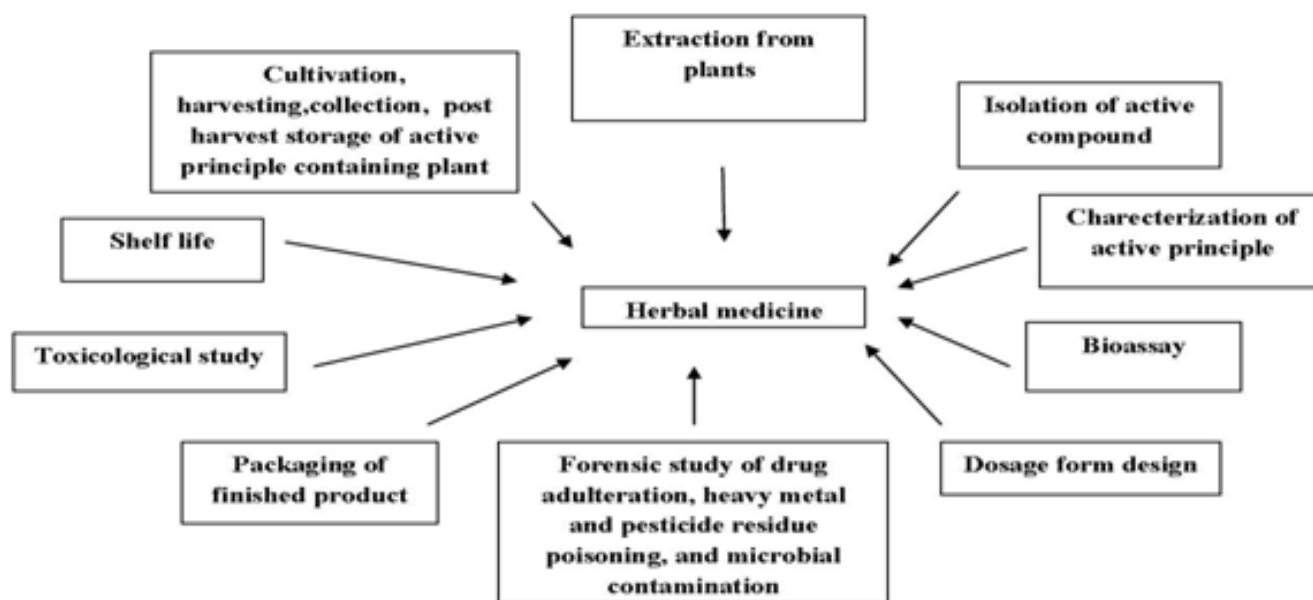 Extraction from
plants
Cultivation,
harvesting,collection, post
harvest storage of active
principle containing plant
Isolation of active
compound
Shelf life
Charecterization of
active principle
Herbal medicine
Toxicological study
Bioassay
Packaging of
finished product
Forensic study of drug
adulteration, heavy metal
and pesticide residue
poisoning, and microbial
contamination
Dosage form design